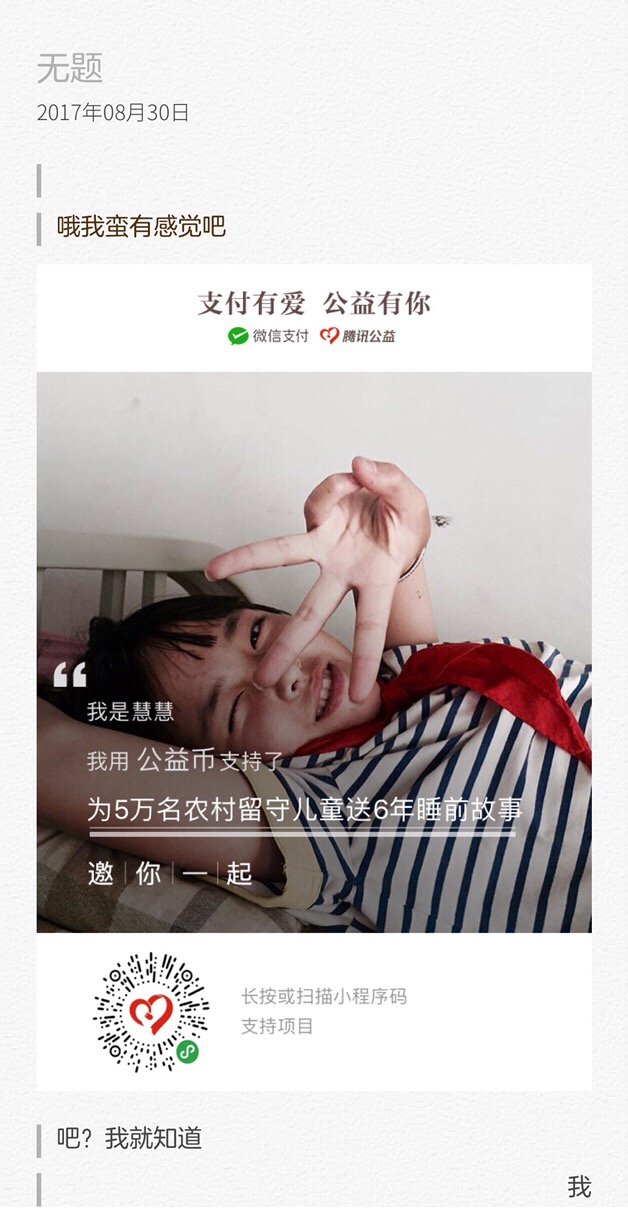 无题
2017年08月30日
哦我蛮有感觉吧
支付有爱 公益有你
微信支付 腾讯公益
“
我是慧慧
我用 公益币 支持了
为5万名农村留守儿童送6年睡前故事
邀|你|一|起
长按或扫描小程序码
支持项目
吧？我就知道
我